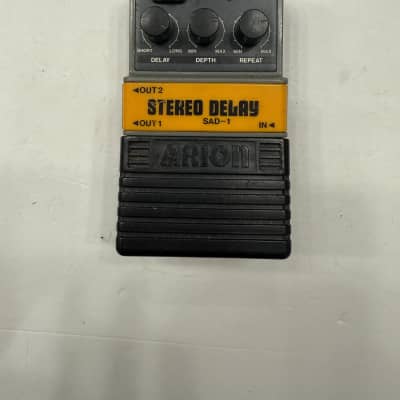 SHORT LONG MIN MAX MIN MAX
DELAY DEPTH REPEAT
◄OUT2
STEREO DELAY
◄OUT1 SAD-1 IN◄
ARION